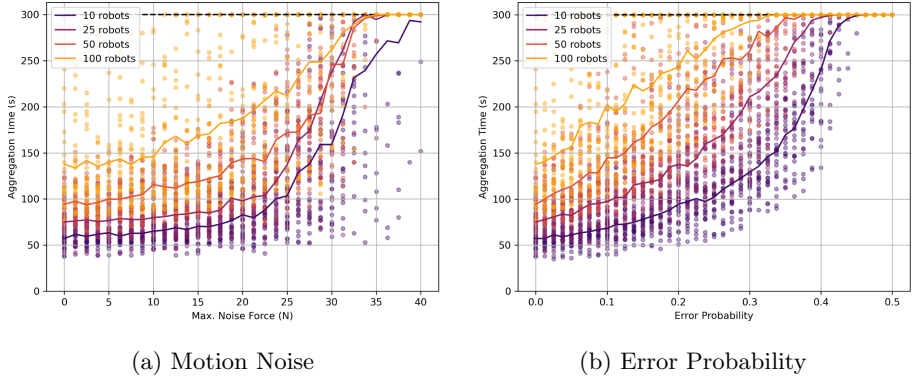 300
250
200
150
100
50
0
Aggregation Time (s)
10 robots
25 robots
50 robots
100 robots
0 5 10 15 20 25 30 35 40
Max. Noise Force (N)
(a) Motion Noise
300
250
200
150
100
50
0
Aggregation Time (s)
10 robots
25 robots
50 robots
100 robots
0.0 0.1 0.2 0.3 0.4 0.5
Error Probability
(b) Error Probability